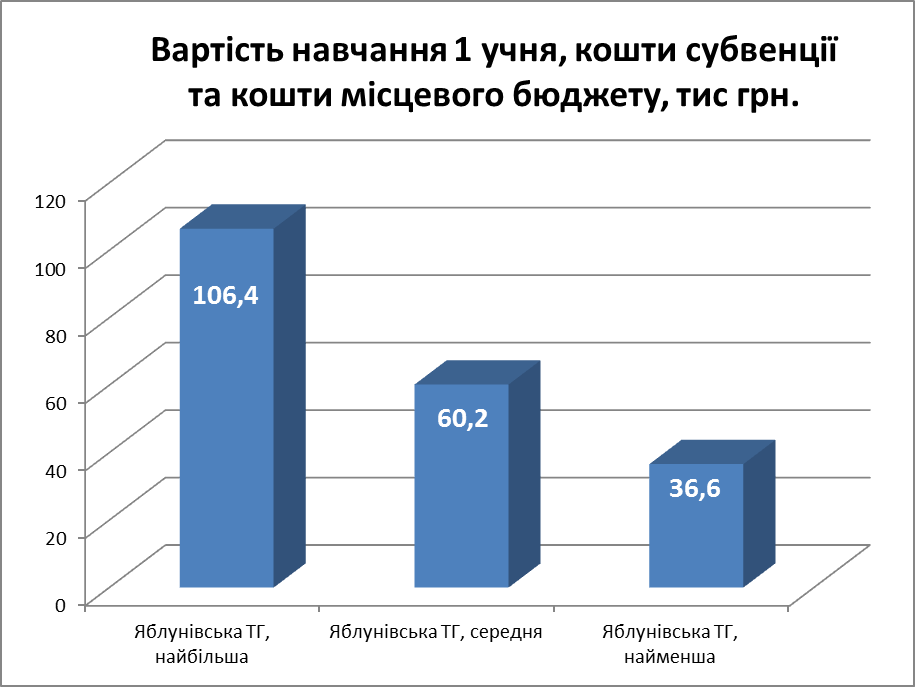 Вартість навчання 1 учня, кошти субвенції
та кошти місцевого бюджету, тис грн.
120
100
80
60
40
20
0
106,4
60,2
36,6
Яблунівська ТГ,
найбільша
Яблунівська ТГ, середня
Яблунівська ТГ,
найменша